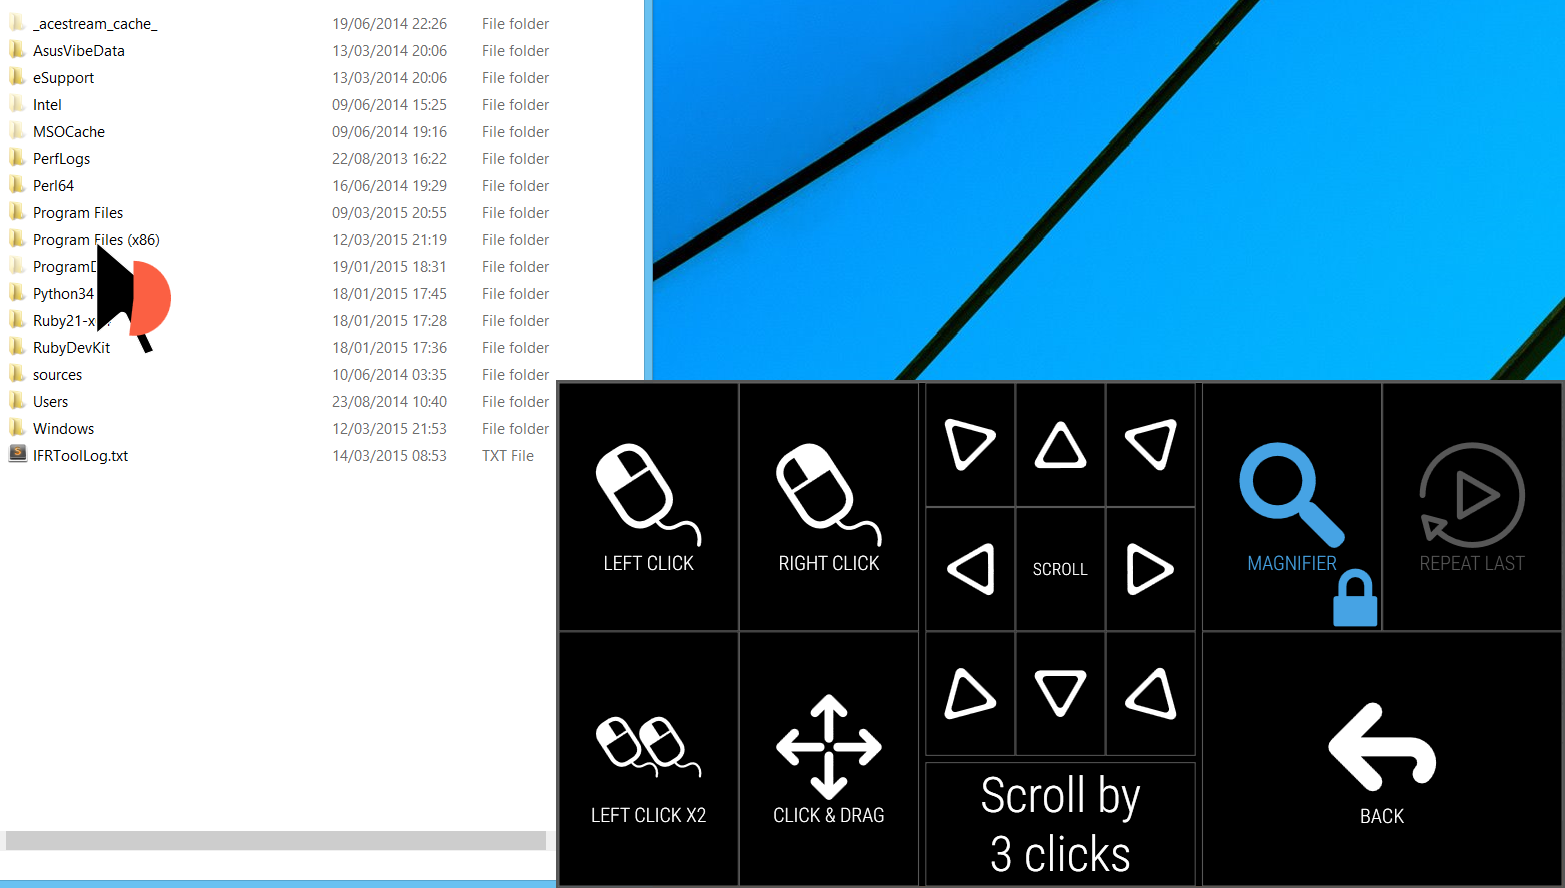 _acestream_cache_ 19/06/2014 22:26 File folder
AsusVibeData 13/03/2014 20:06 File folder
eSupport 13/03/2014 20:06 File folder
Intel 09/06/2014 15:25 File folder
MSOCache 09/06/2014 19:16 File folder
PerfLogs 22/08/2013 16:22 File folder
Perl64 16/06/2014 19:29 File folder
Program Files 09/03/2015 20:55 File folder
Program Files (x86) 12/03/2015 21:19 File folder
19/01/2015 18:31 File folder
Python34 18/01/2015 17:45 File folder
18/01/2015 17:28 File folder
RubyDevKit 18/01/2015 17:36 File folder
sources 10/06/2014 03:35 File folder
Users 23/08/2014 10:40 File folder
Windows 12/03/2015 21:53 File folder
IFRToolLog.txt 14/03/2015 08:53 TXT File
LEFT CLICK
RIGHT CLICK
SCROLL
MAGNIFIER
REPEAT LAST
LEFT CLICK X2
CLICK & DRAG
Scroll by
3 clicks
BACK